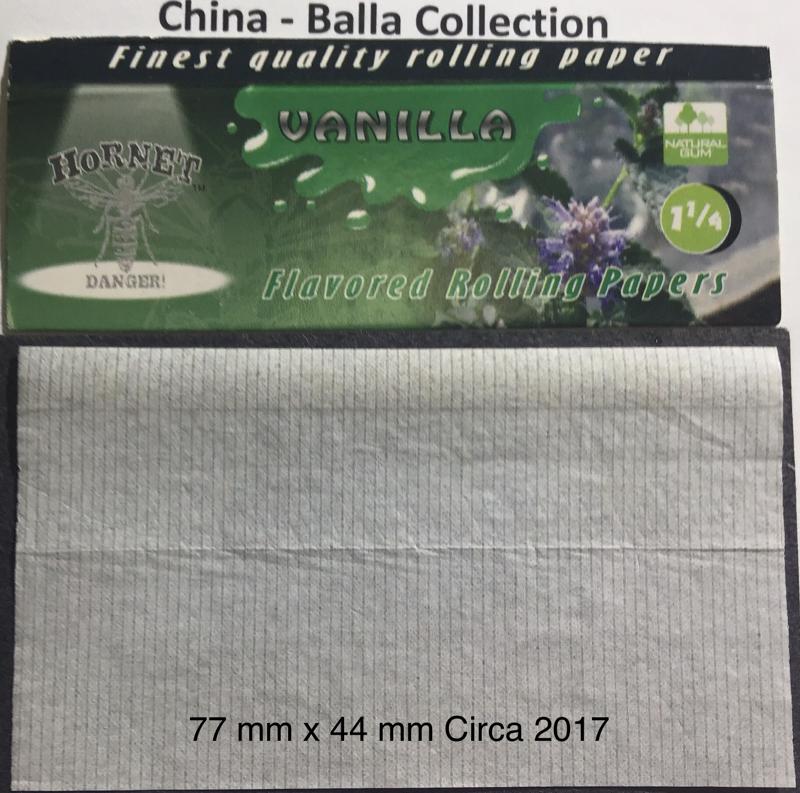 China - Balla Collection
Finest quality rolling paper
VANILLA
HORNET
TM
DANGER!
NATURAL
GUM
1 1/4
Flavored Rolling Papers
77 mm x 44 mm Circa 2017